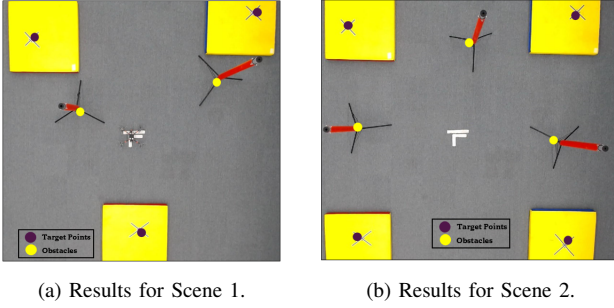 Target Points
Obstacles
Target Points
Obstacles
(a) Results for Scene 1.
(b) Results for Scene 2.